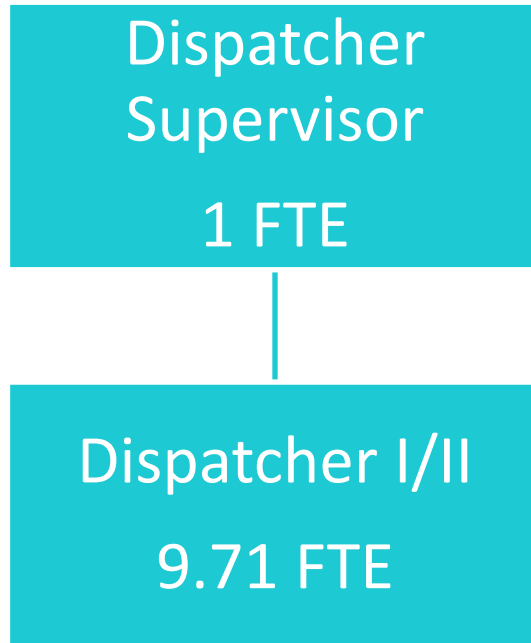 Dispatcher
Supervisor
1 FTE
Dispatcher I/II
9.71 FTE